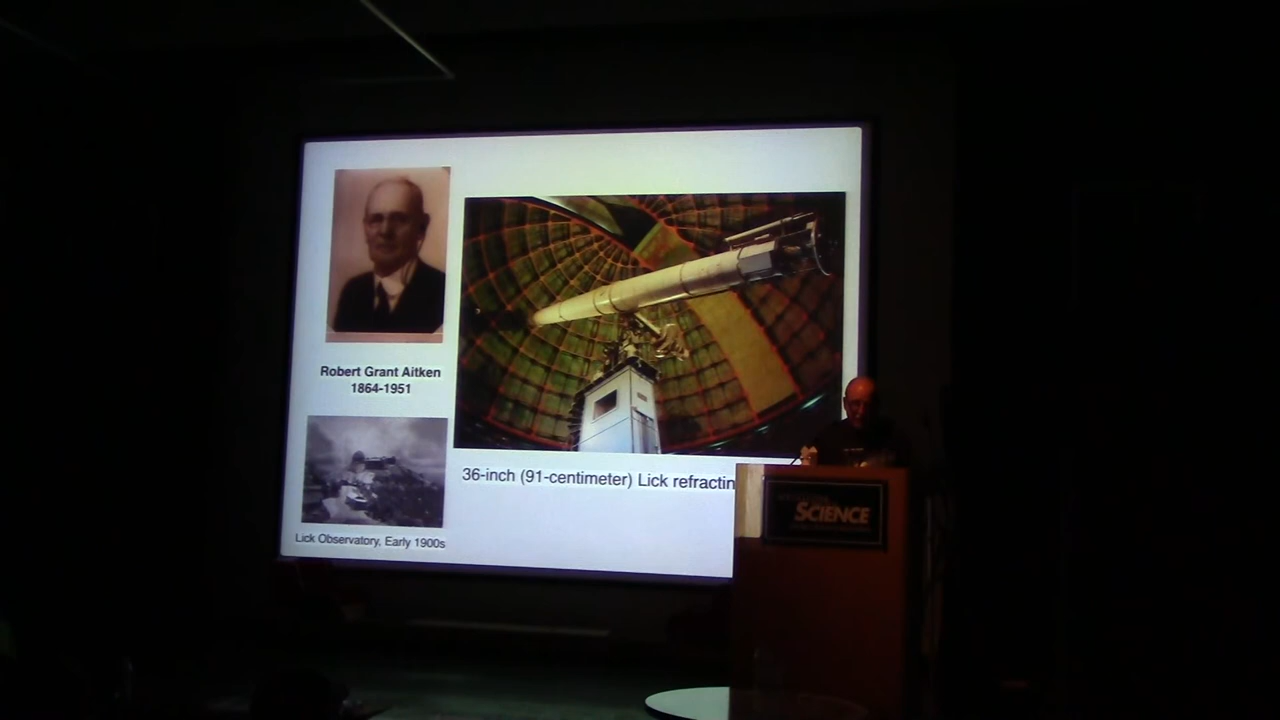 Robert Grant Aitken
1864-1951
36-inch (91-centimeter) Lick refractin
Lick Observatory, Early 1900s
SCIENCE